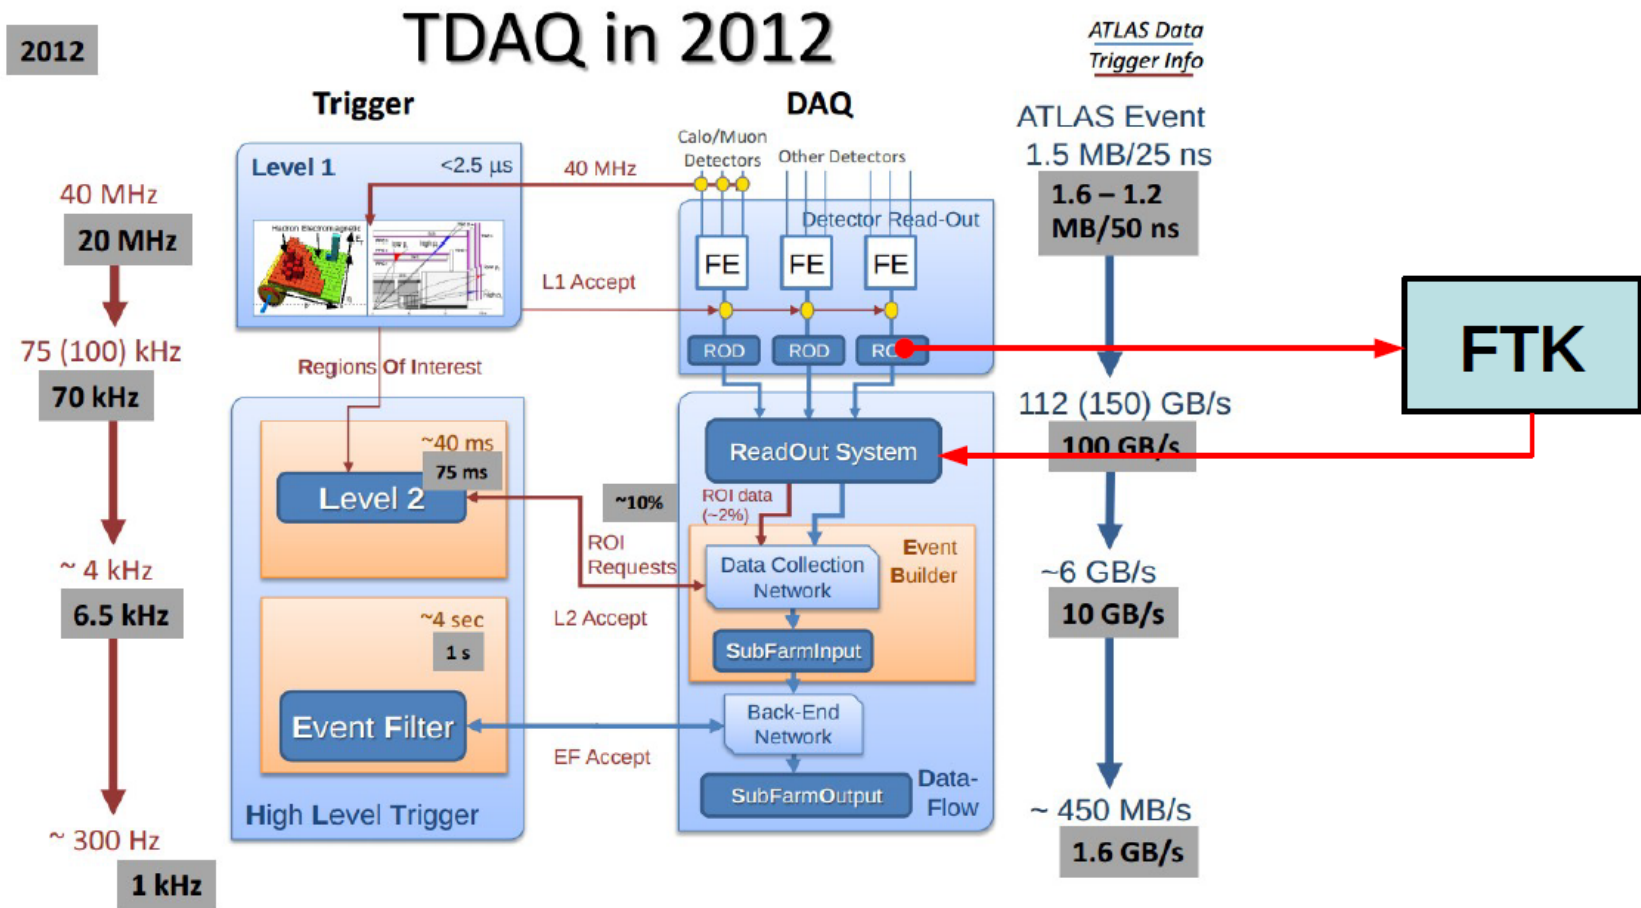 TDAQ in 2012
2012
ATLAS Data
Trigger Info
Trigger
DAQ
Level 1
<2.5 µs
40 MHz
Calo/Muon
Detectors
Other Detectors
Detector Read-Out
FE
FE
FE
L1 Accept
ROD
ROD
Regions Of Interest
40 MHz
20 MHz
75 (100) kHz
70 kHz
~ 4 kHz
6.5 kHz
~ 300 Hz
1 kHz
~40 ms
75 ms
Level 2
~4 sec
1 s
Event Filter
High Level Trigger
~10%
ROI
Requests
L2 Accept
EF Accept
ReadOut System
ROI data
(~2%)
Event
Builder
Data Collection
Network
SubFarmInput
Back-End
Network
SubFarmOutput
Data-
Flow
ATLAS Event
1.5 MB/25 ns
1.6 – 1.2
MB/50 ns
112 (150) GB/s
100 GB/s
~6 GB/s
10 GB/s
~ 450 MB/s
1.6 GB/s
FTK